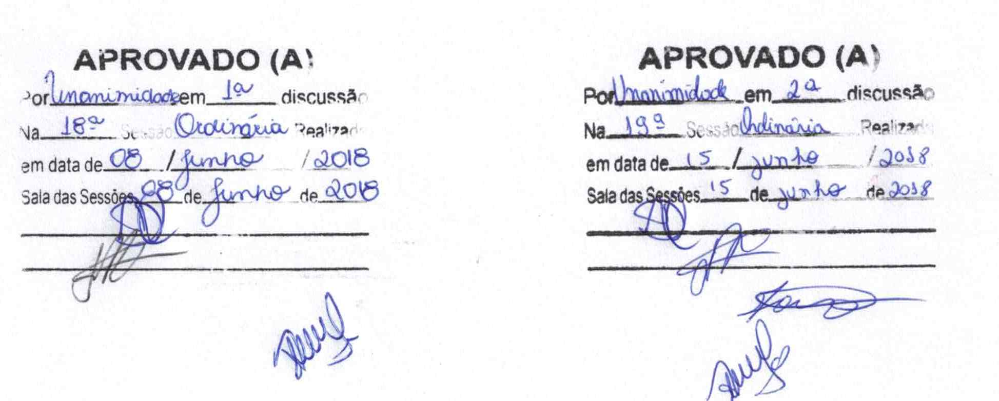 APROVADO (A)
Por Unanimidade em 1ª discussão
Na 18ª Sessão Ordinária Realizad
em data de 08 / Junho / 2018
Sala das Sessões 08 de Junho de 2018
APROVADO (A)
Por Unanimidade em 2ª discussão
Na 19ª Sessão Ordinária Realizad
em data de 15 / junho / 2018
Sala das Sessões 15 de junho de 2018